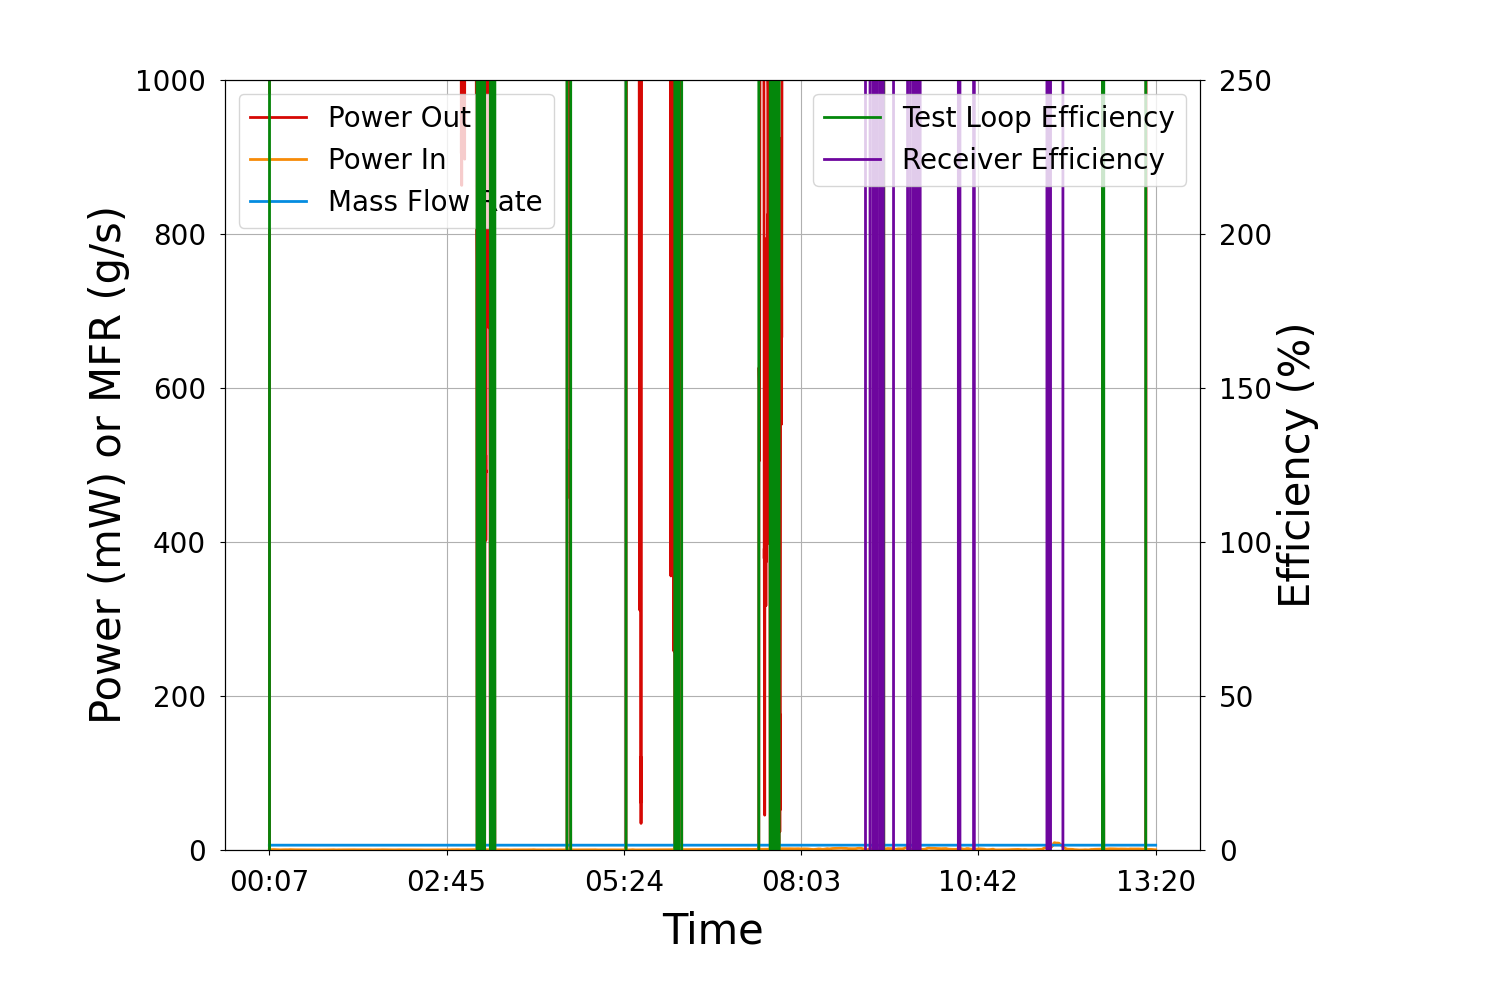 1000
800
600
400
200
0
Power (mW) or MFR (g/s)
Power Out
Power In
Mass Flow Rate
Test Loop Efficiency
Receiver Efficiency
250
200
150
100
50
0
Efficiency (%)
00:07 02:45 05:24 08:03 10:42 13:20
Time